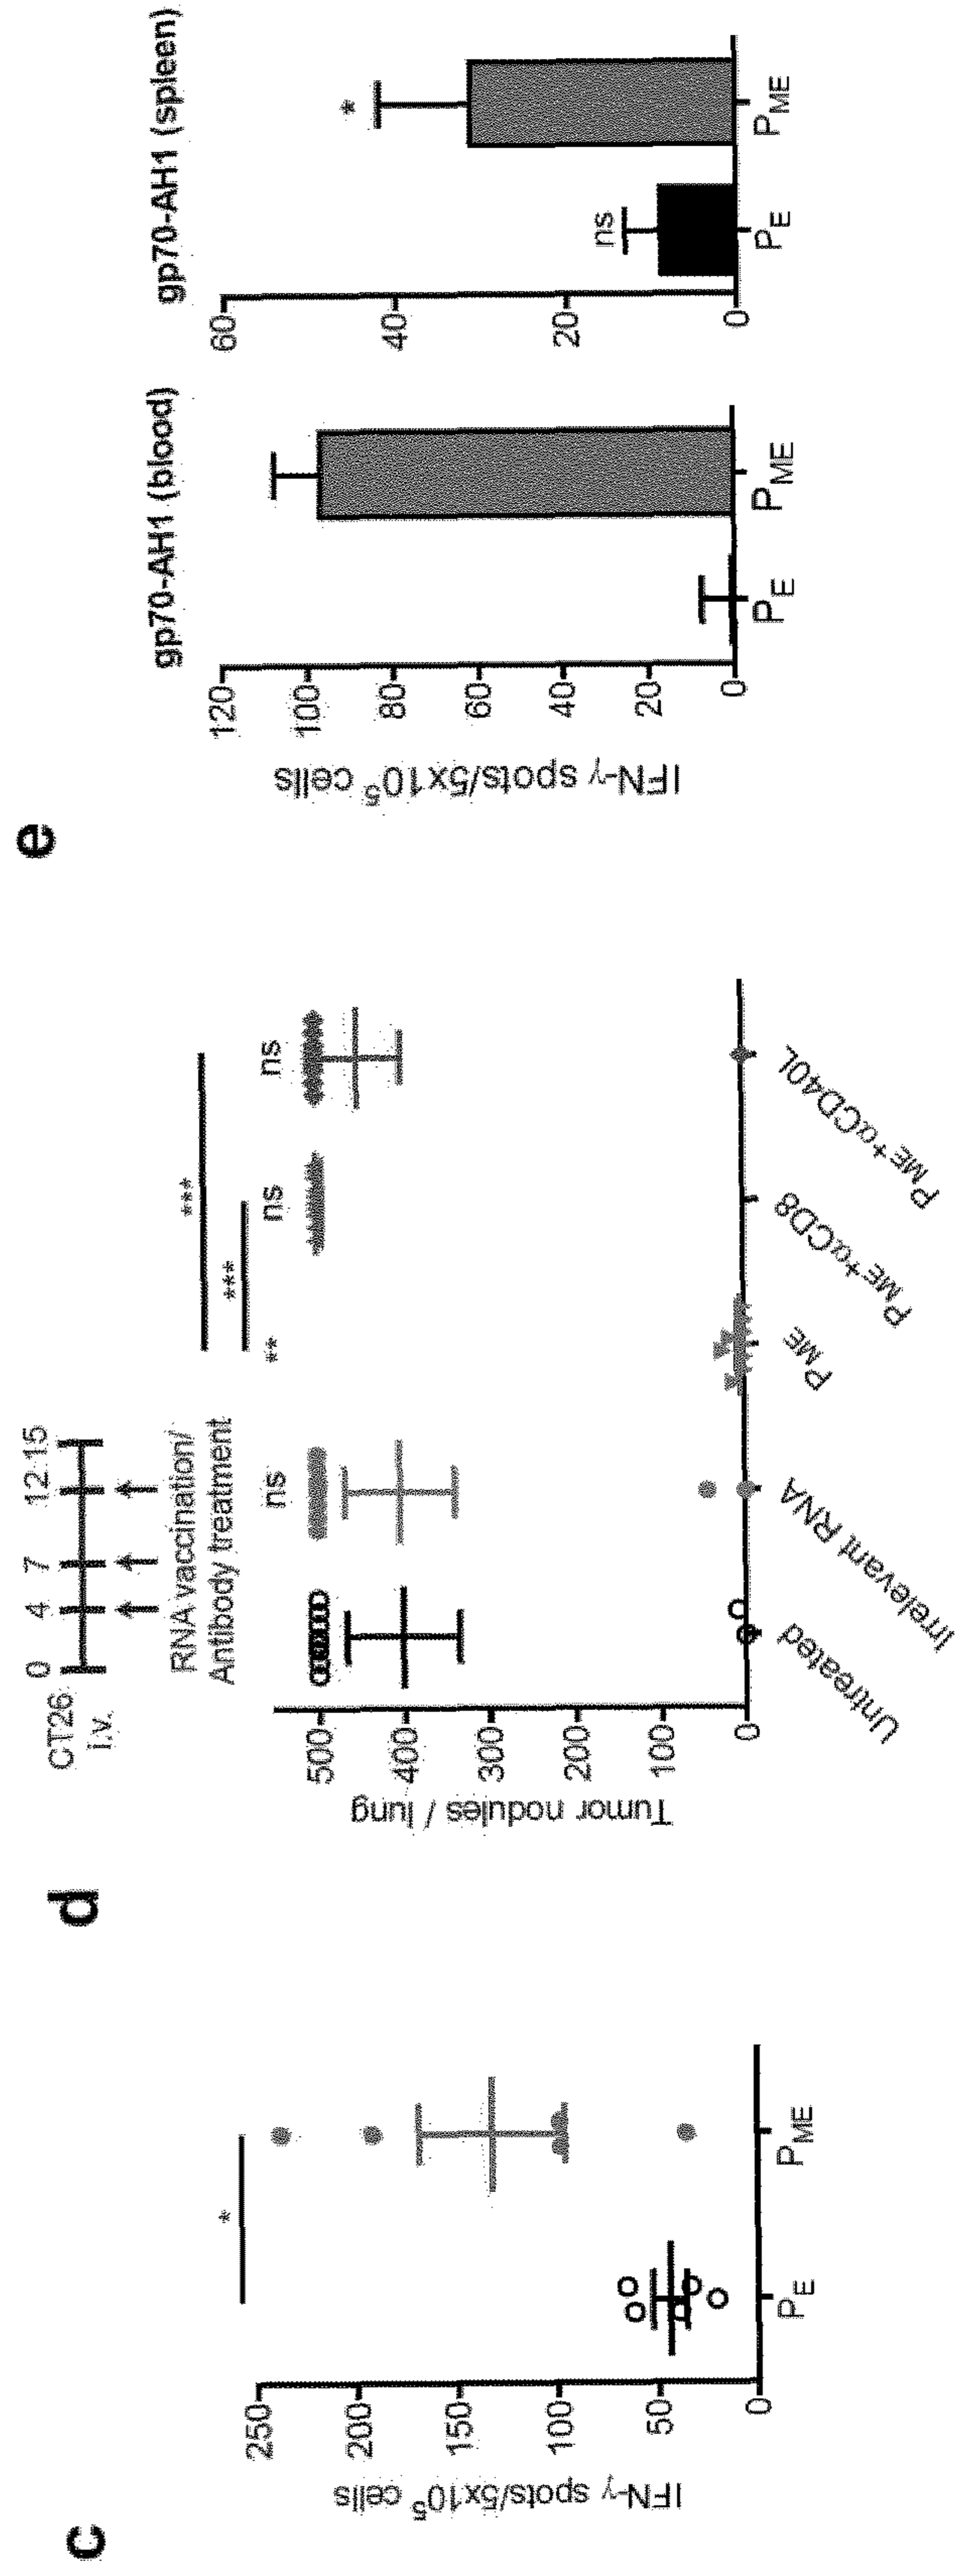 c
IFN-γ spots/5x10⁵ cells
250
200
150
100
50
0
*
P_E
P_ME
d
CT26
i.v.
0 4 7 12 15
RNA vaccination/
Antibody treatment
Tumor nodules / lung
500
400
300
200
100
0
***
***
ns
**
ns
ns
Untreated
Irrelevant RNA
P_ME
P_ME+αCD8
P_ME+αCD40L
e
IFN-γ spots/5x10⁵ cells
gp70-AH1 (blood)
120
100
80
60
40
20
0
P_E
P_ME
gp70-AH1 (spleen)
60
40
20
0
ns
*
P_E
P_ME